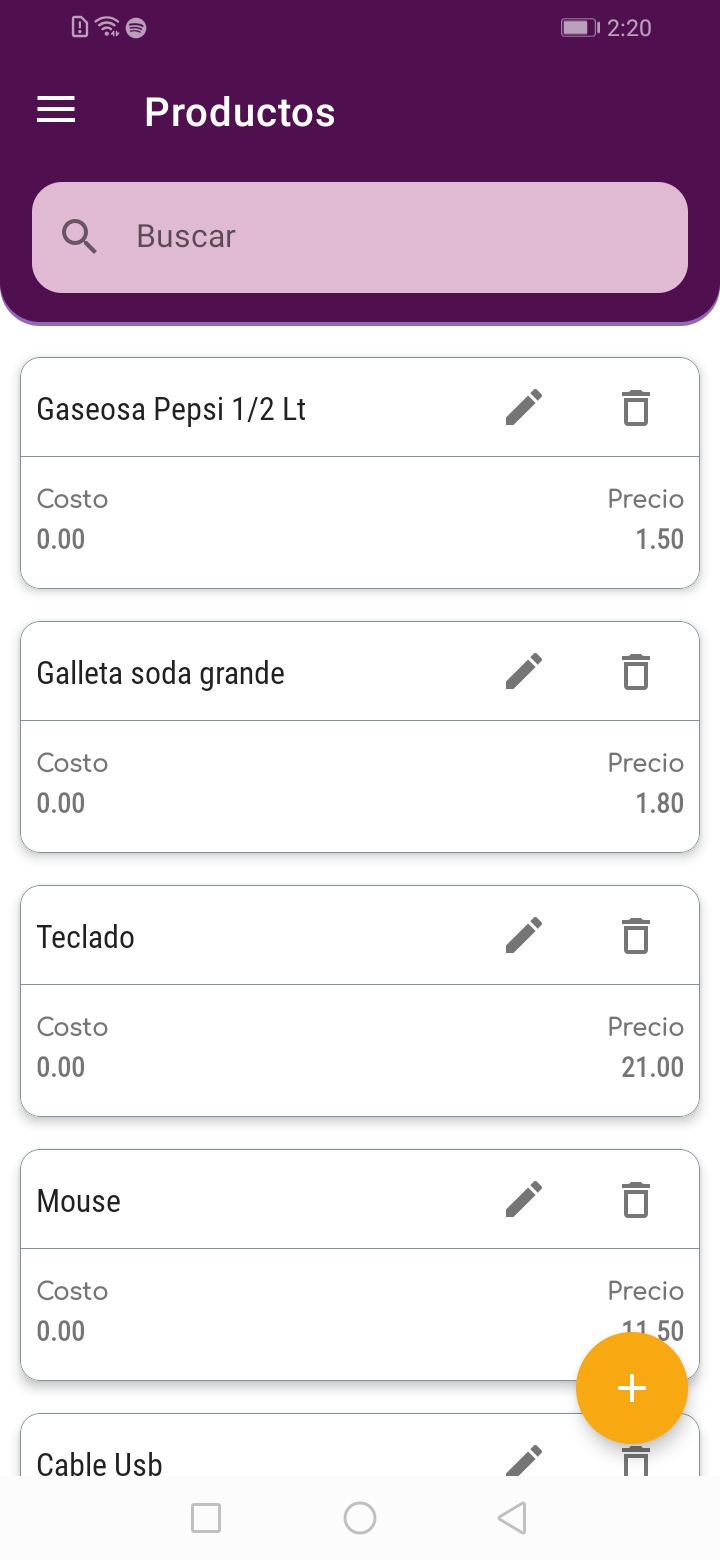 2:20
Productos
Buscar
Gaseosa Pepsi 1/2 Lt
Costo
Precio
0.00
1.50
Galleta soda grande
Costo
Precio
0.00
1.80
Teclado
Costo
Precio
0.00
21.00
Mouse
Costo
Precio
0.00
11.50
Cable Usb